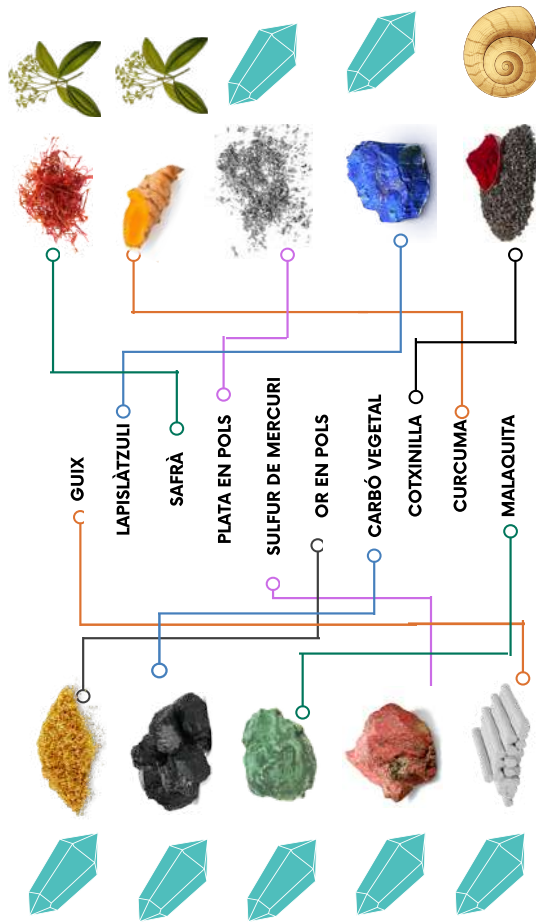 GUIX
LAPISLÀTZULI
SAFRÀ
PLATA EN POLS
SULFUR DE MERCURI
OR EN POLS
CARBÓ VEGETAL
COTXINILLA
CURCUMA
MALAQUITA